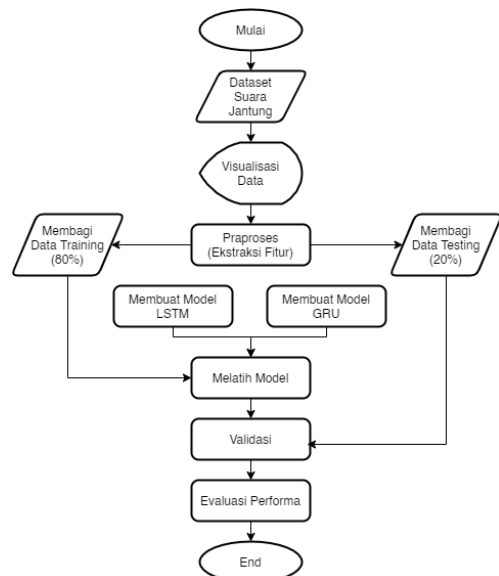 Mulai
Dataset
Suara
Jantung
Visualisasi
Data
Membagi
Data Training
(80%)
Praproses
(Ekstraksi Fitur)
Membagi
Data Testing
(20%)
Membuat Model
LSTM
Membuat Model
GRU
Melatih Model
Validasi
Evaluasi Performa
End